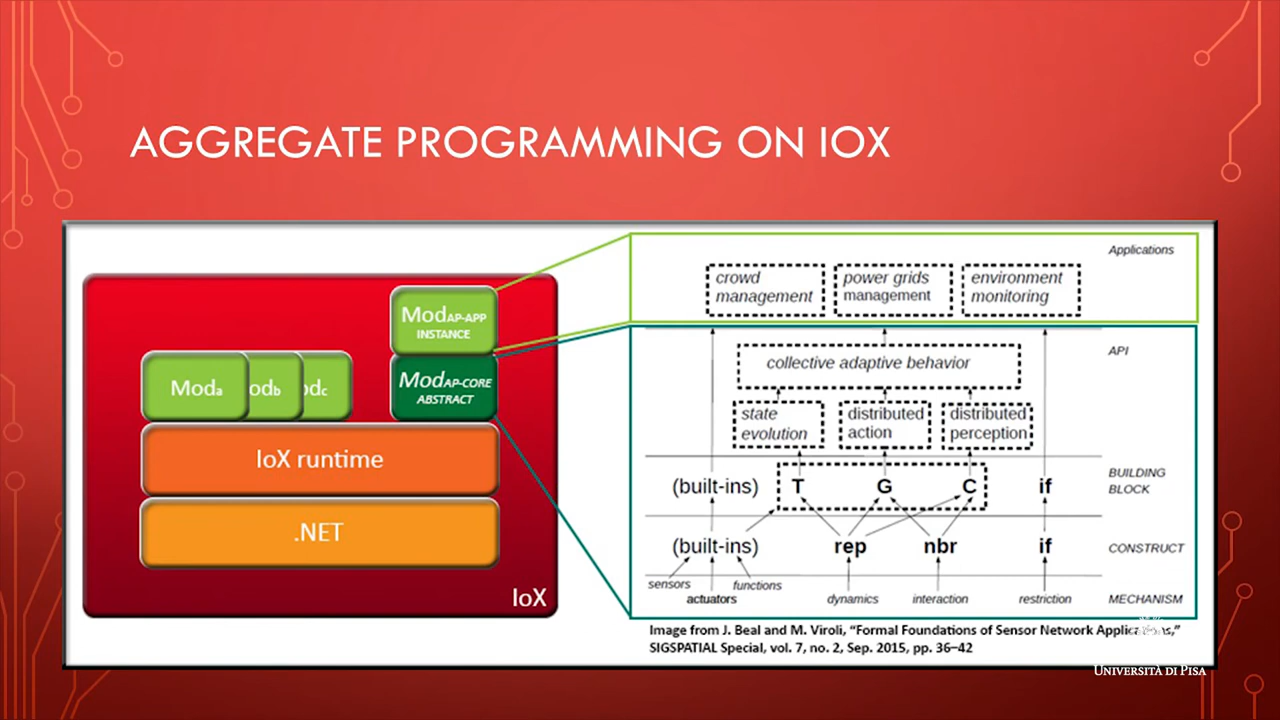 AGGREGATE PROGRAMMING ON IOX
Mod AP-APP
INSTANCE
Mod AP-CORE
ABSTRACT
Moda
odb
odc
IoX runtime
.NET
IoX
Applications
crowd
management
power grids
management
environment
monitoring
API
collective adaptive behavior
state
evolution
distributed
action
distributed
perception
BUILDING
BLOCK
(built-ins) T G C if
(built-ins) rep nbr if CONSTRUCT
sensors
actuators
functions
dynamics interaction restriction MECHANISM
Image from J. Beal and M. Viroli, “Formal Foundations of Sensor Network Applications,”
SIGSPATIAL Special, vol. 7, no. 2, Sep. 2015, pp. 36–42
UNIVERSITÀ DI PISA